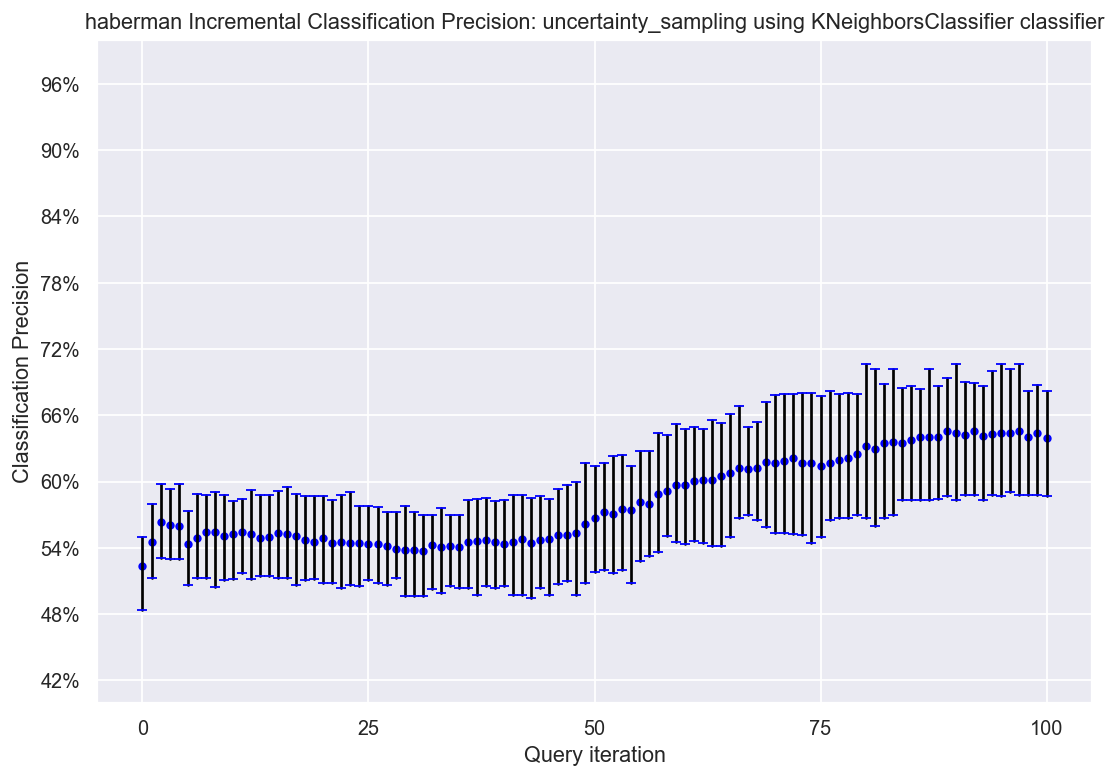 haberman Incremental Classification Precision: uncertainty_sampling using KNeighborsClassifier classifier
96%
90%
84%
78%
72%
66%
60%
54%
48%
42%
Classification Precision
0 25 50 75 100
Query iteration